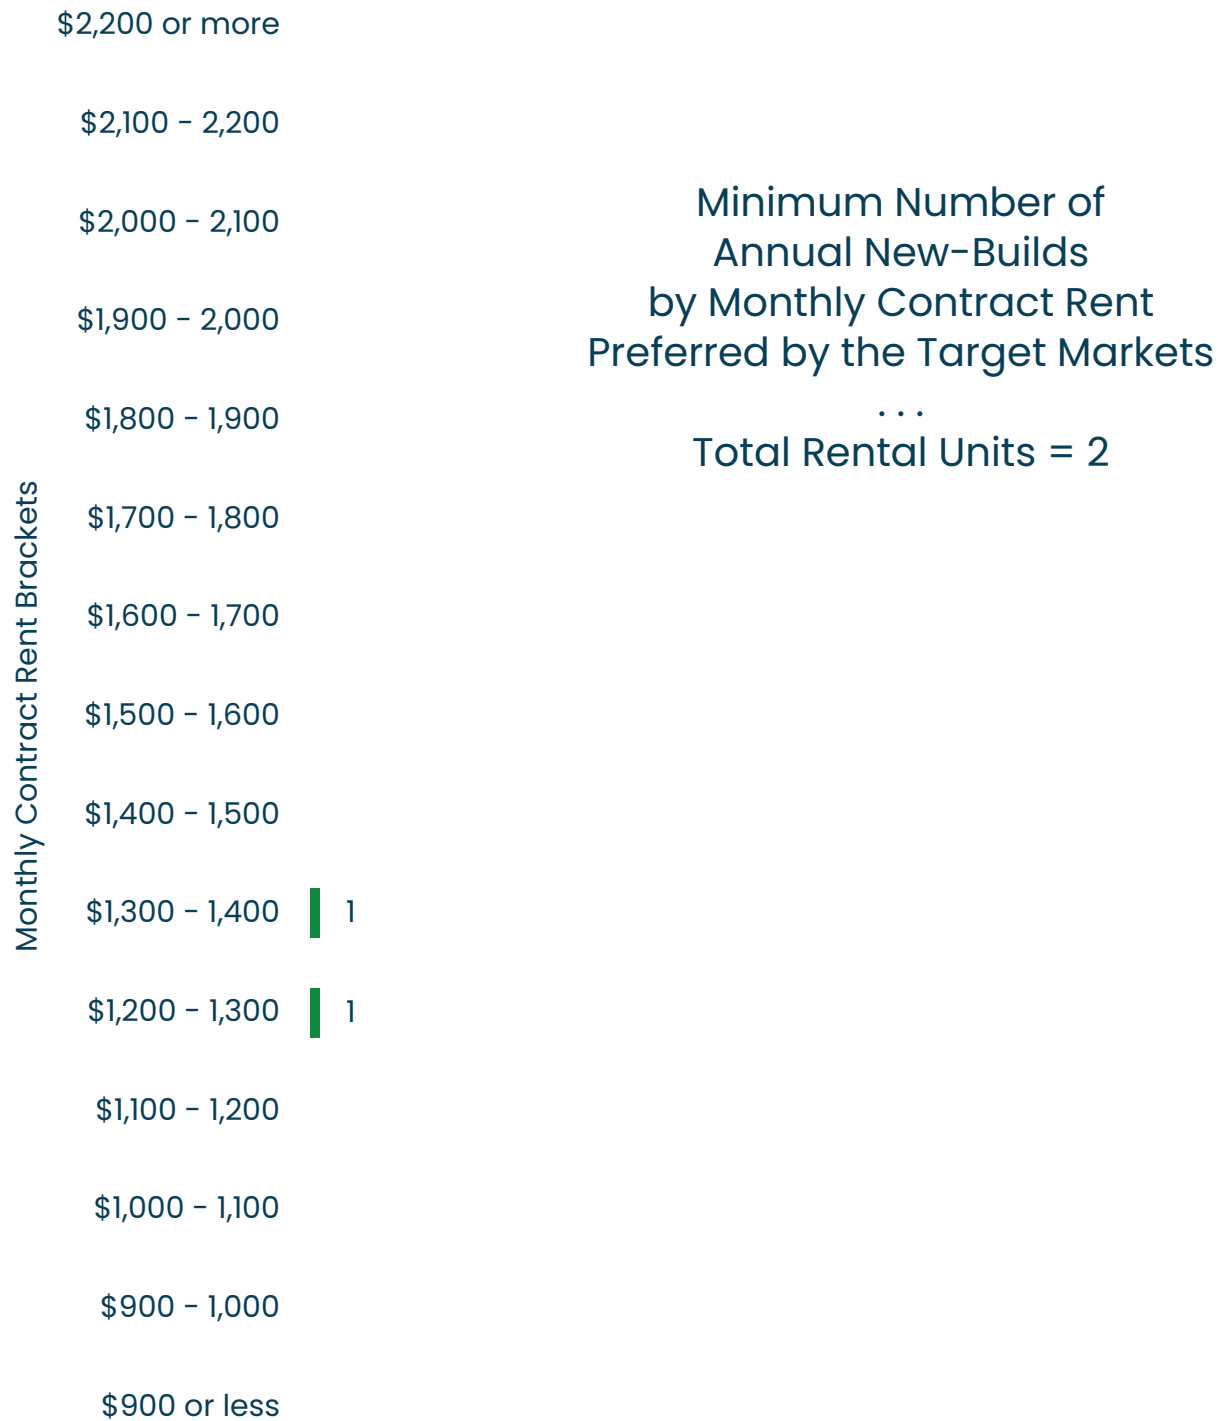 $2,200 or more
$2,100 - 2,200
$2,000 - 2,100
$1,900 - 2,000
$1,800 - 1,900
$1,700 - 1,800
$1,600 - 1,700
$1,500 - 1,600
$1,400 - 1,500
$1,300 - 1,400 1
$1,200 - 1,300 1
$1,100 - 1,200
$1,000 - 1,100
$900 - 1,000
$900 or less
Monthly Contract Rent Brackets
Minimum Number of
Annual New-Builds
by Monthly Contract Rent
Preferred by the Target Markets
. . .
Total Rental Units = 2